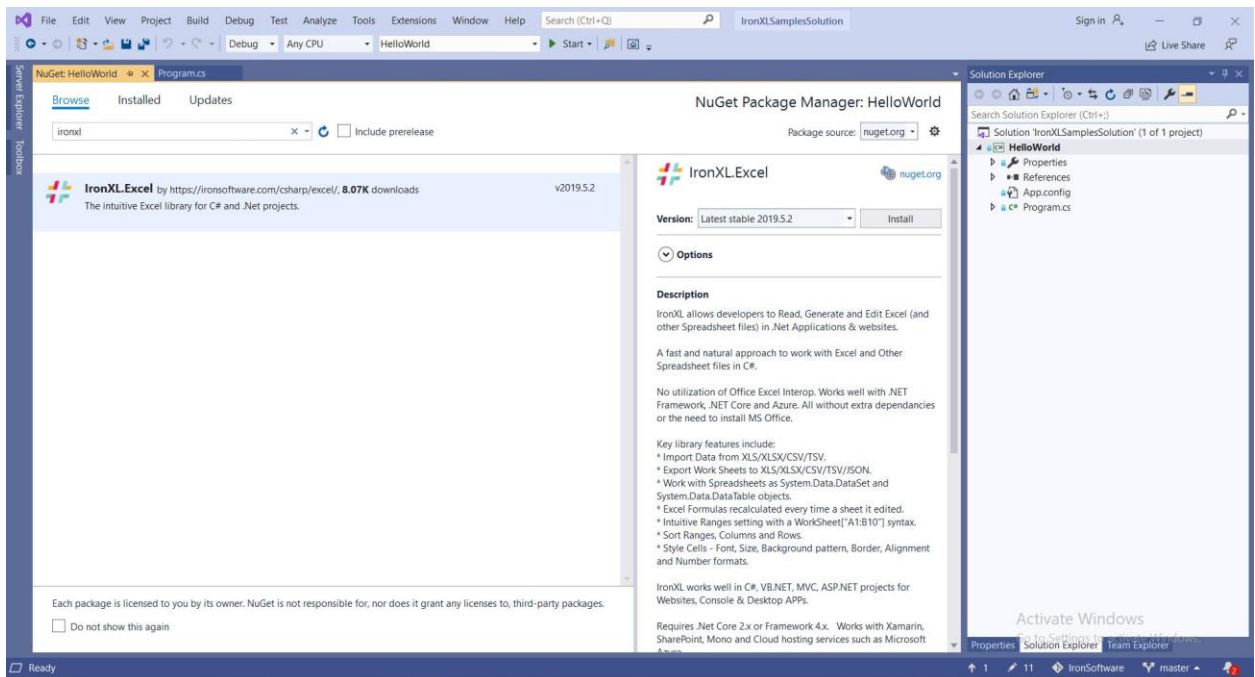 File Edit View Project Build Debug Test Analyze Tools Extensions Window Help Search (Ctrl+Q) IronXLSamplesSolution Sign in
Debug Any CPU HelloWorld Start Live Share
Server Explorer
Toolbox
NuGet: HelloWorld Program.cs
Browse Installed Updates
NuGet Package Manager: HelloWorld
ironxl Include prerelease
Package source: nuget.org
IronXL.Excel by https://ironsoftware.com/csharp/excel/, 8.07K downloads v2019.5.2
The intuitive Excel library for C# and .Net projects.
Each package is licensed to you by its owner. NuGet is not responsible for, nor does it grant any licenses to, third-party packages.
Do not show this again
IronXL.Excel nuget.org
Version: Latest stable 2019.5.2 Install
Options
Description
IronXL allows developers to Read, Generate and Edit Excel (and
other Spreadsheet files) in .Net Applications & websites.
A fast and natural approach to work with Excel and Other
Spreadsheet files in C#.
No utilization of Office Excel Interop. Works well with .NET
Framework, .NET Core and Azure. All without extra dependancies
or the need to install MS Office.
Key library features include:
* Import Data from XLS/XLSX/CSV/TSV.
* Export Work Sheets to XLS/XLSX/CSV/TSV/JSON.
* Work with Spreadsheets as System.Data.DataSet and
System.Data.DataTable objects.
* Excel Formulas recalculated every time a sheet it edited.
* Intuitive Ranges setting with a WorkSheet["A1:B10"] syntax.
* Sort Ranges, Columns and Rows.
* Style Cells - Font, Size, Background pattern, Border, Alignment
and Number formats.
IronXL works well in C#, VB.NET, MVC, ASP.NET projects for
Websites, Console & Desktop APPs.
Requires .Net Core 2.x or Framework 4.x. Works with Xamarin,
SharePoint, Mono and Cloud hosting services such as Microsoft
Azure
Solution Explorer
Search Solution Explorer (Ctrl+;)
Solution 'IronXLSamplesSolution' (1 of 1 project)
HelloWorld
Properties
References
App.config
C# Program.cs
Activate Windows
Go to Settings to activate Windows.
Properties Solution Explorer Team Explorer
Ready 1 11 IronSoftware master 2